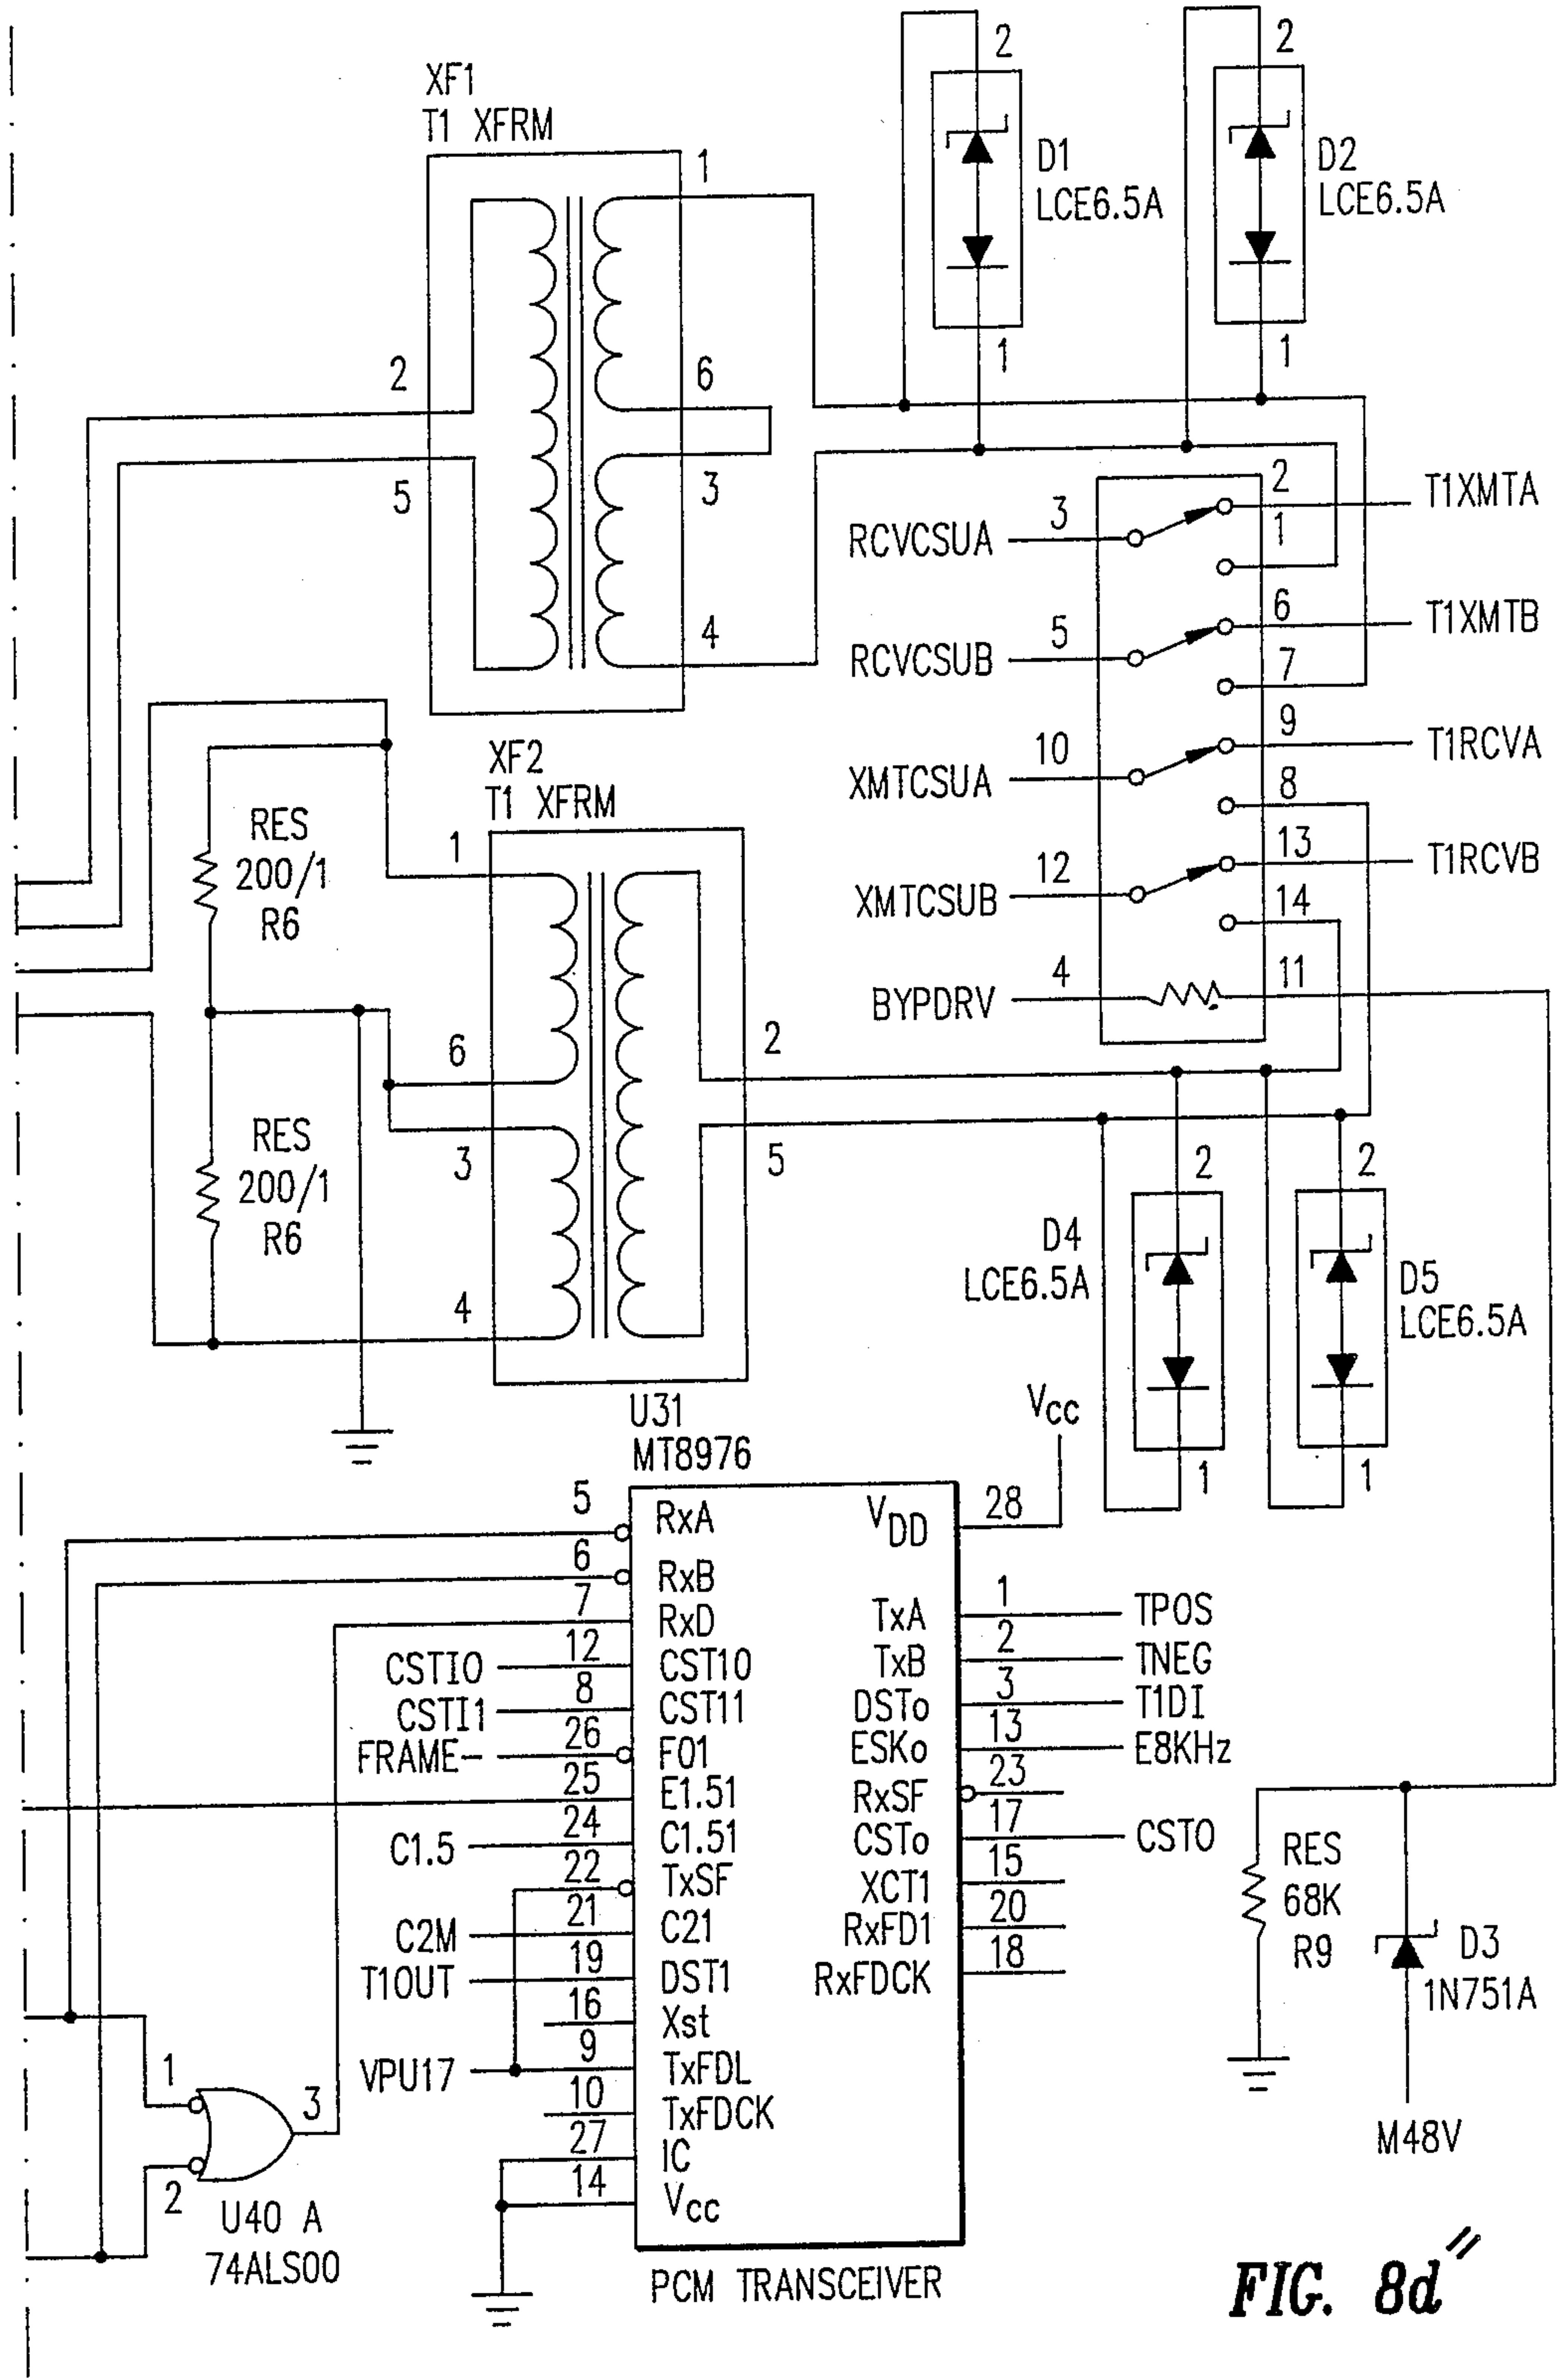 XF1
T1 XFRM
1
2
6
5
3
4
2
D1
LCE6.5A
1
2
D2
LCE6.5A
1
RCVCSUA 3
2 T1XMTA
1
RCVCSUB 5
6 T1XMTB
7
XMTCSUA 10
9 T1RCVA
8
XMTCSUB 12
13 T1RCVB
14
BYPDRV 4
11
RES
200/1
R6
RES
200/1
R6
XF2
T1 XFRM
1
6
3
4
2
5
D4
LCE6.5A
2
1
D5
LCE6.5A
2
1
U31
MT8976
5 RxA
6 RxB
7 RxD
CSTI0 12 CST10
CSTI1 8 CST11
FRAME- 26 F01
25 E1.51
C1.5 24 C1.51
22 TxSF
C2M 21 C21
T1OUT 19 DST1
16 Xst
VPU17 9 TxFDL
10 TxFDCK
27 IC
14 VCC
VDD 28 VCC
TxA 1 TPOS
TxB 2 TNEG
DSTo 3 T1DI
ESKo 13 E8KHz
RxSF 23
CSTo 17 CSTO
XCT1 15
RxFD1 20
RxFDCK 18
PCM TRANSCEIVER
1
2
3
U40 A
74ALS00
RES
68K
R9
D3
1N751A
M48V
FIG. 8d"